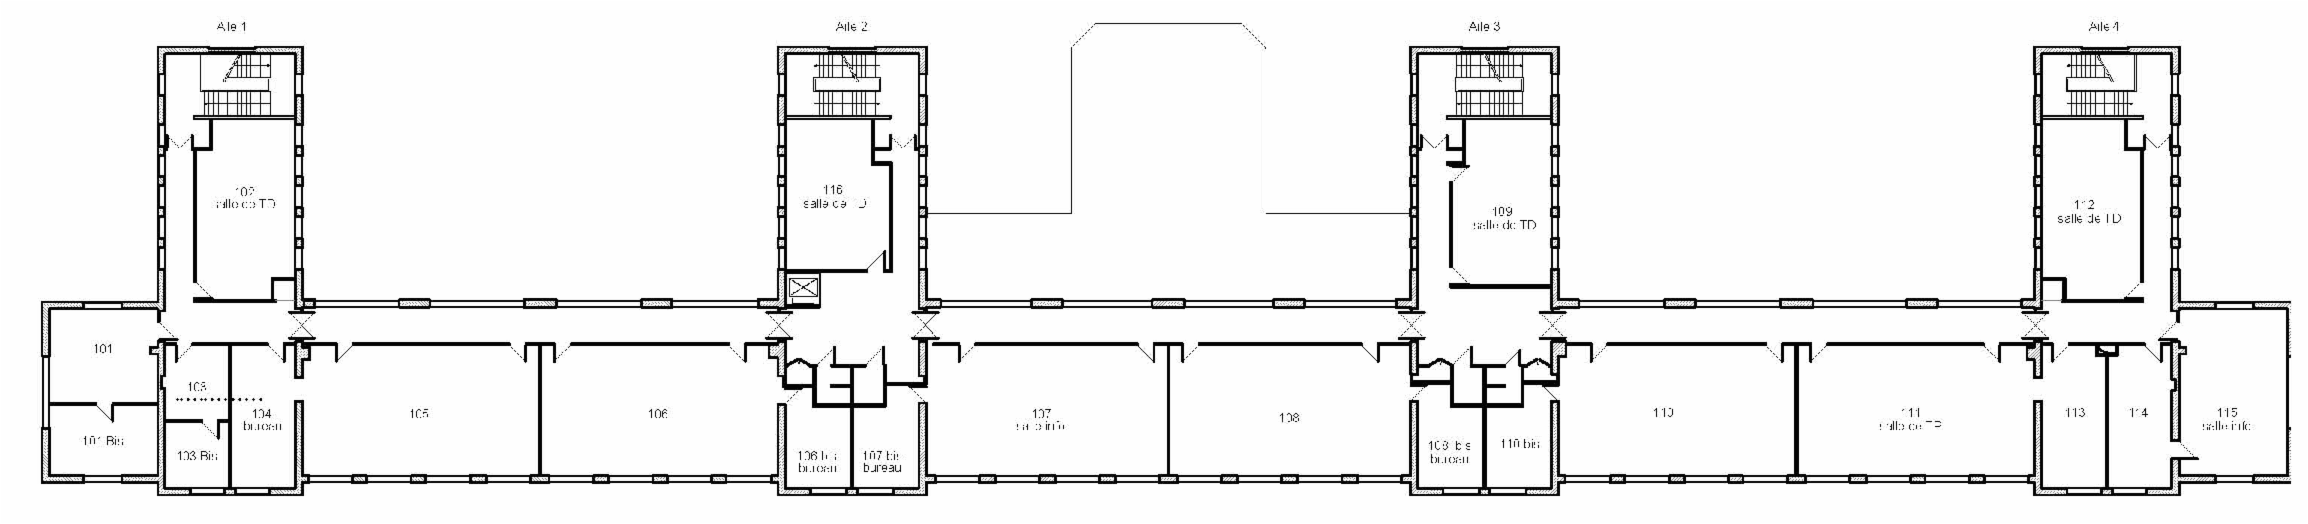 Aile 1
Aile 2
Aile 3
Aile 4
102
salle de TD
116
salle de TD
109
salle de TD
112
salle de TD
101
101 Bis
103
103 Bis
104
bureau
105
106
106 bis
bureau
107 bis
bureau
107
salle info
108
108 bis
bureau
110 bis
110
111
salle de TP
113
114
115
salle info